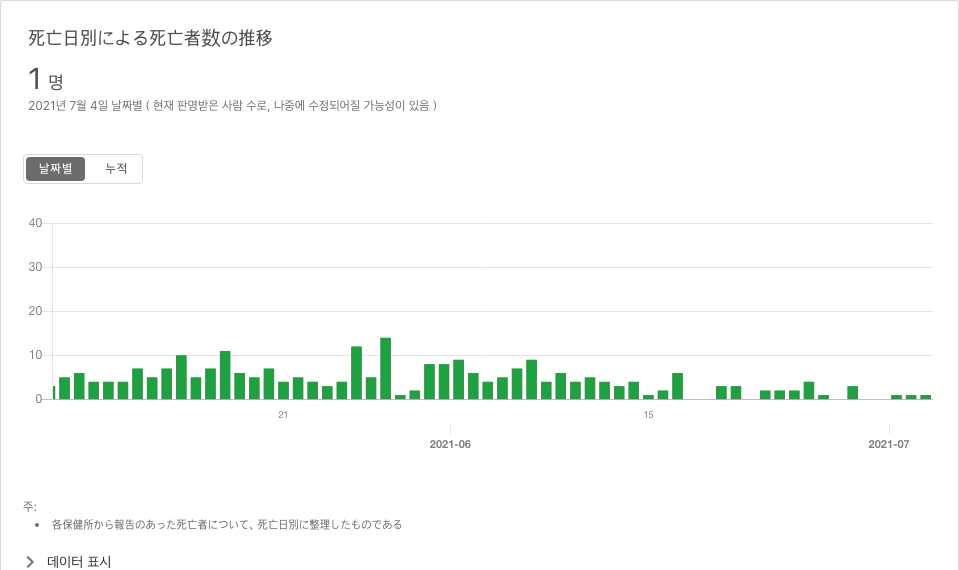 死亡日別による死亡者数の推移
1 명
2021년 7월 4일 날짜별 ( 현재 판명받은 사람 수로, 나중에 수정되어질 가능성이 있음 )
날짜별 누적
40
30
20
10
0
21 15
2021-06 2021-07
주:
• 各保健所から報告のあった死亡者について、死亡日別に整理したものである
데이터 표시